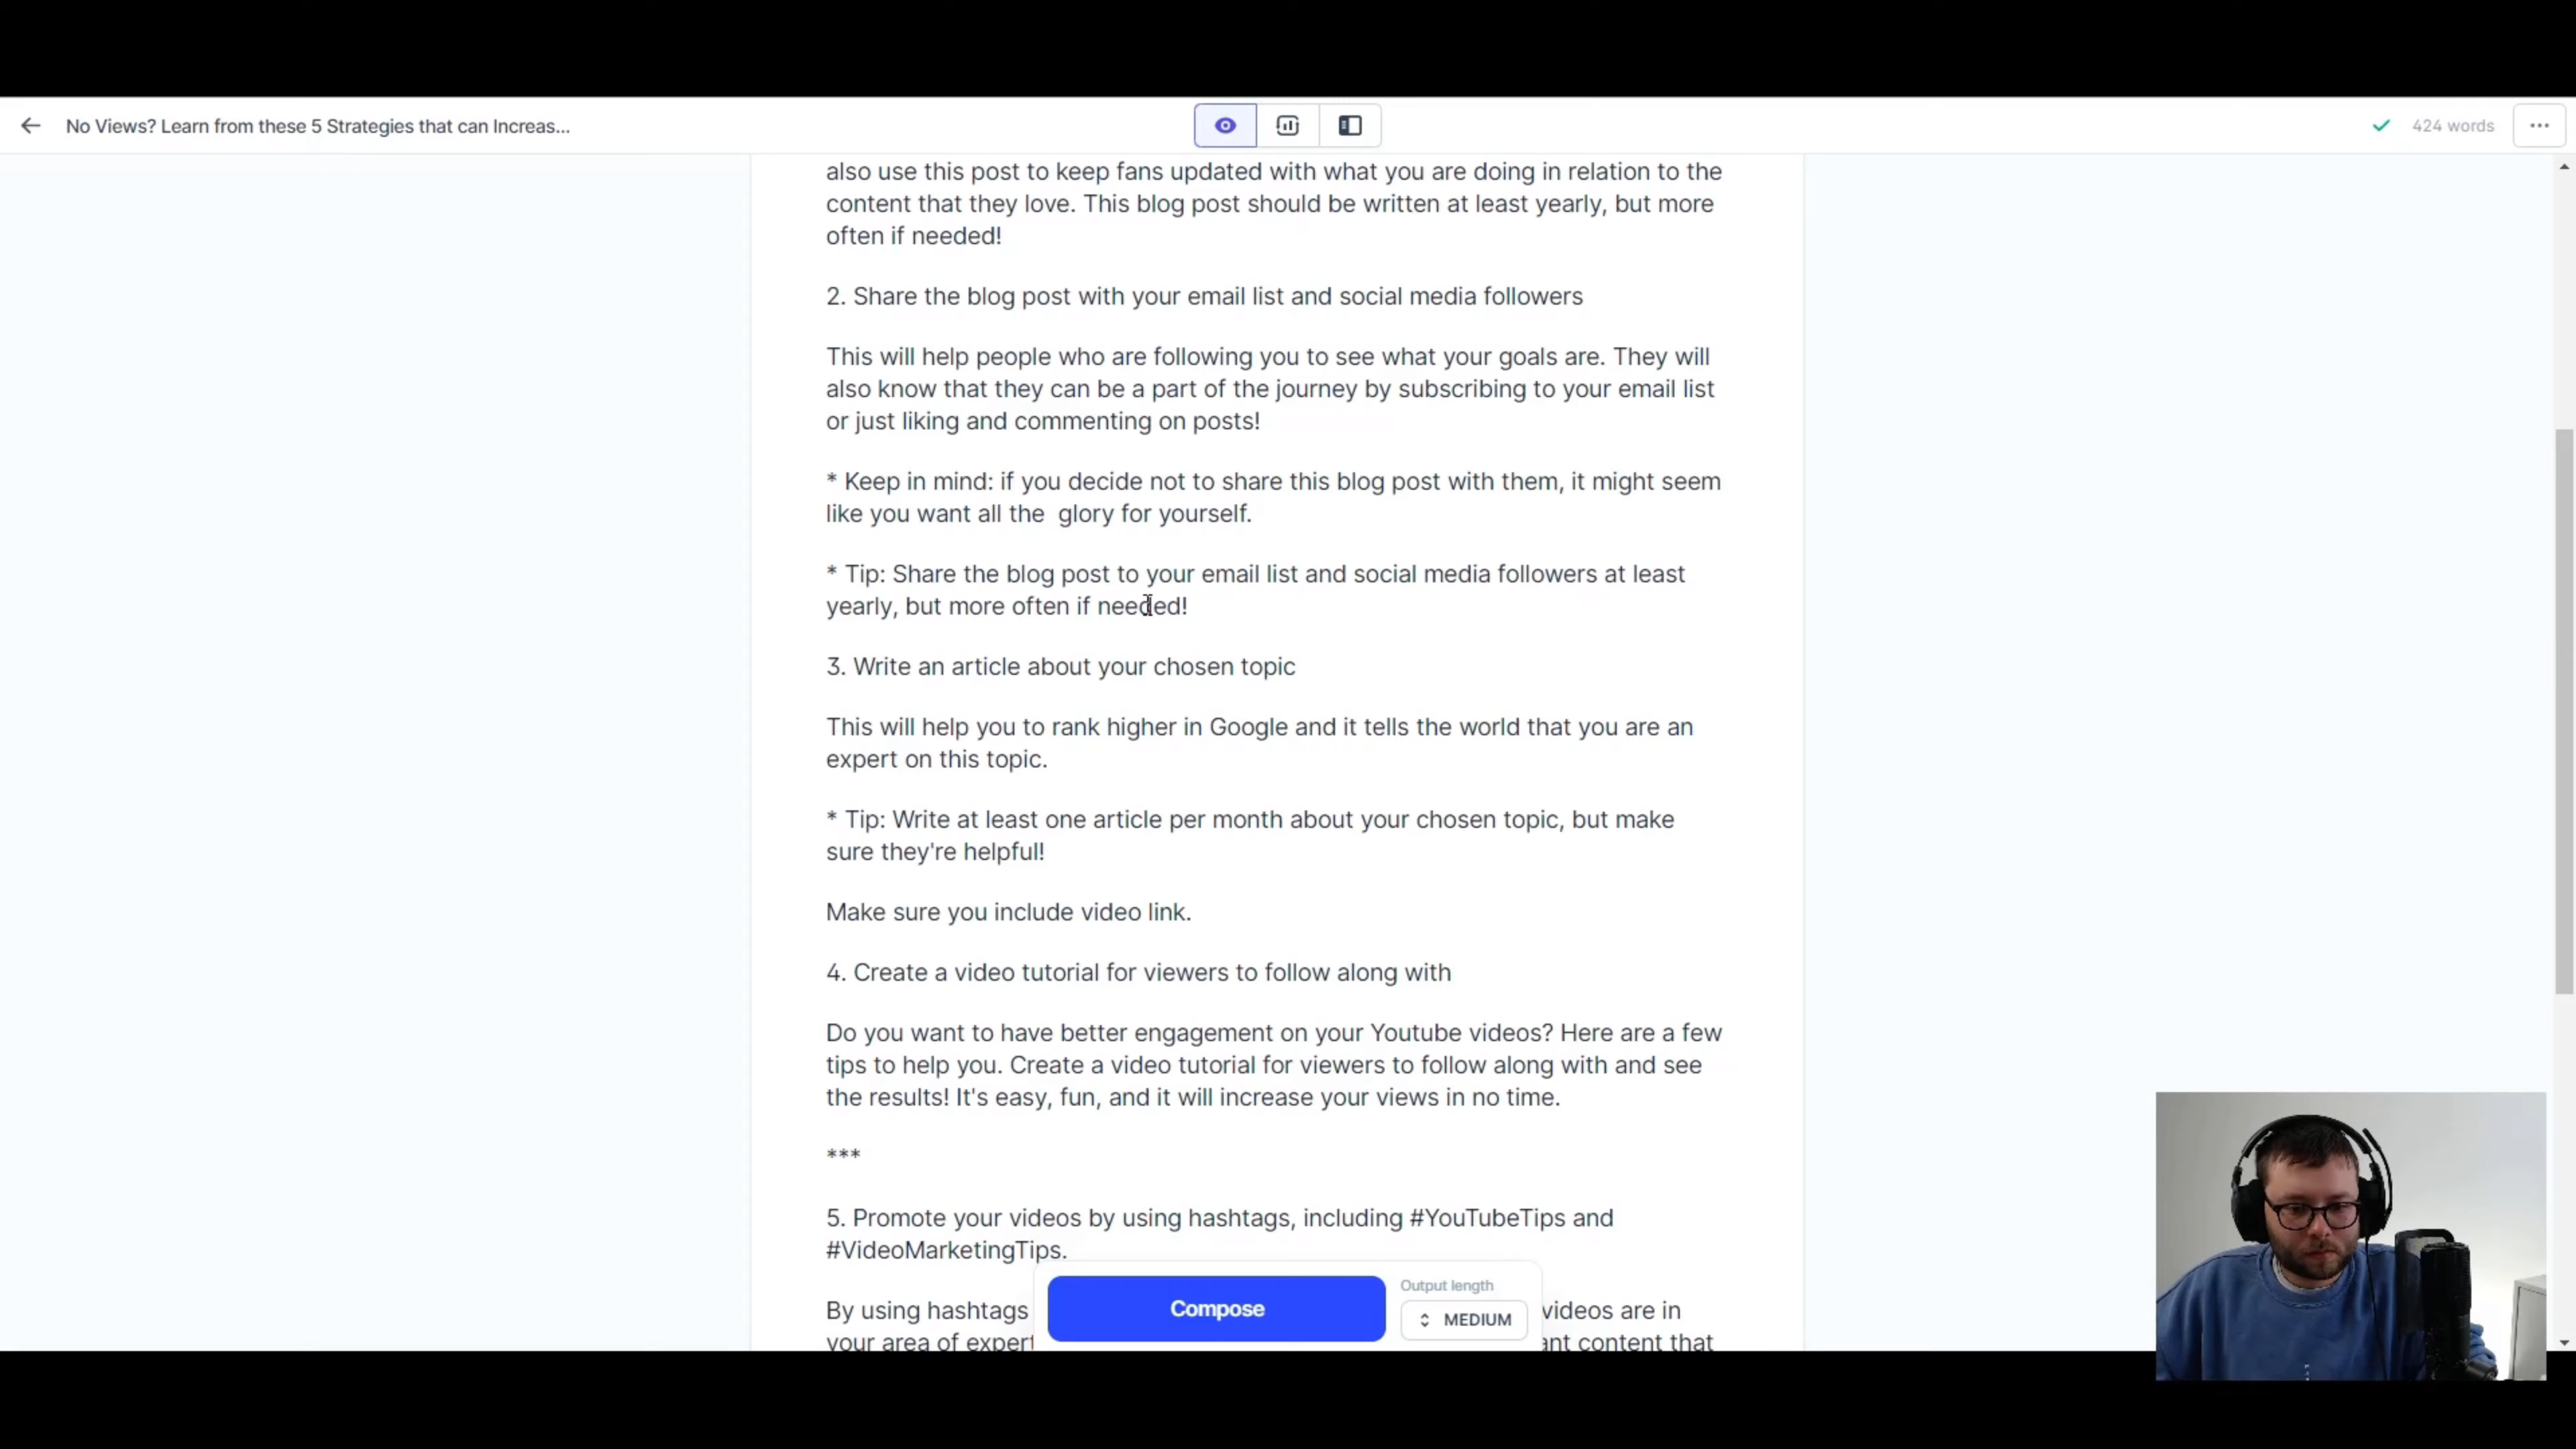 No Views? Learn from these 5 Strategies that can Increas...
424 words
also use this post to keep fans updated with what you are doing in relation to the
content that they love. This blog post should be written at least yearly, but more
often if needed!
2. Share the blog post with your email list and social media followers
This will help people who are following you to see what your goals are. They will
also know that they can be a part of the journey by subscribing to your email list
or just liking and commenting on posts!
* Keep in mind: if you decide not to share this blog post with them, it might seem
like you want all the  glory for yourself.
* Tip: Share the blog post to your email list and social media followers at least
yearly, but more often if needed!
3. Write an article about your chosen topic
This will help you to rank higher in Google and it tells the world that you are an
expert on this topic.
* Tip: Write at least one article per month about your chosen topic, but make
sure they're helpful!
Make sure you include video link.
4. Create a video tutorial for viewers to follow along with
Do you want to have better engagement on your Youtube videos? Here are a few
tips to help you. Create a video tutorial for viewers to follow along with and see
the results! It's easy, fun, and it will increase your views in no time.
***
5. Promote your videos by using hashtags, including #YouTubeTips and
#VideoMarketingTips.
By using hashtags videos are in
your area of content that
Compose
Output length
MEDIUM